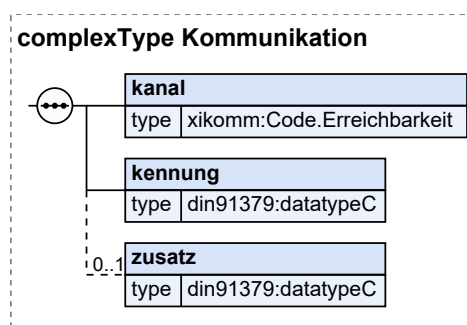 complexType Kommunikation
kanal
type xikomm:Code.Erreichbarkeit
kennung
type din91379:datatypeC
0..1
zusatz
type din91379:datatypeC